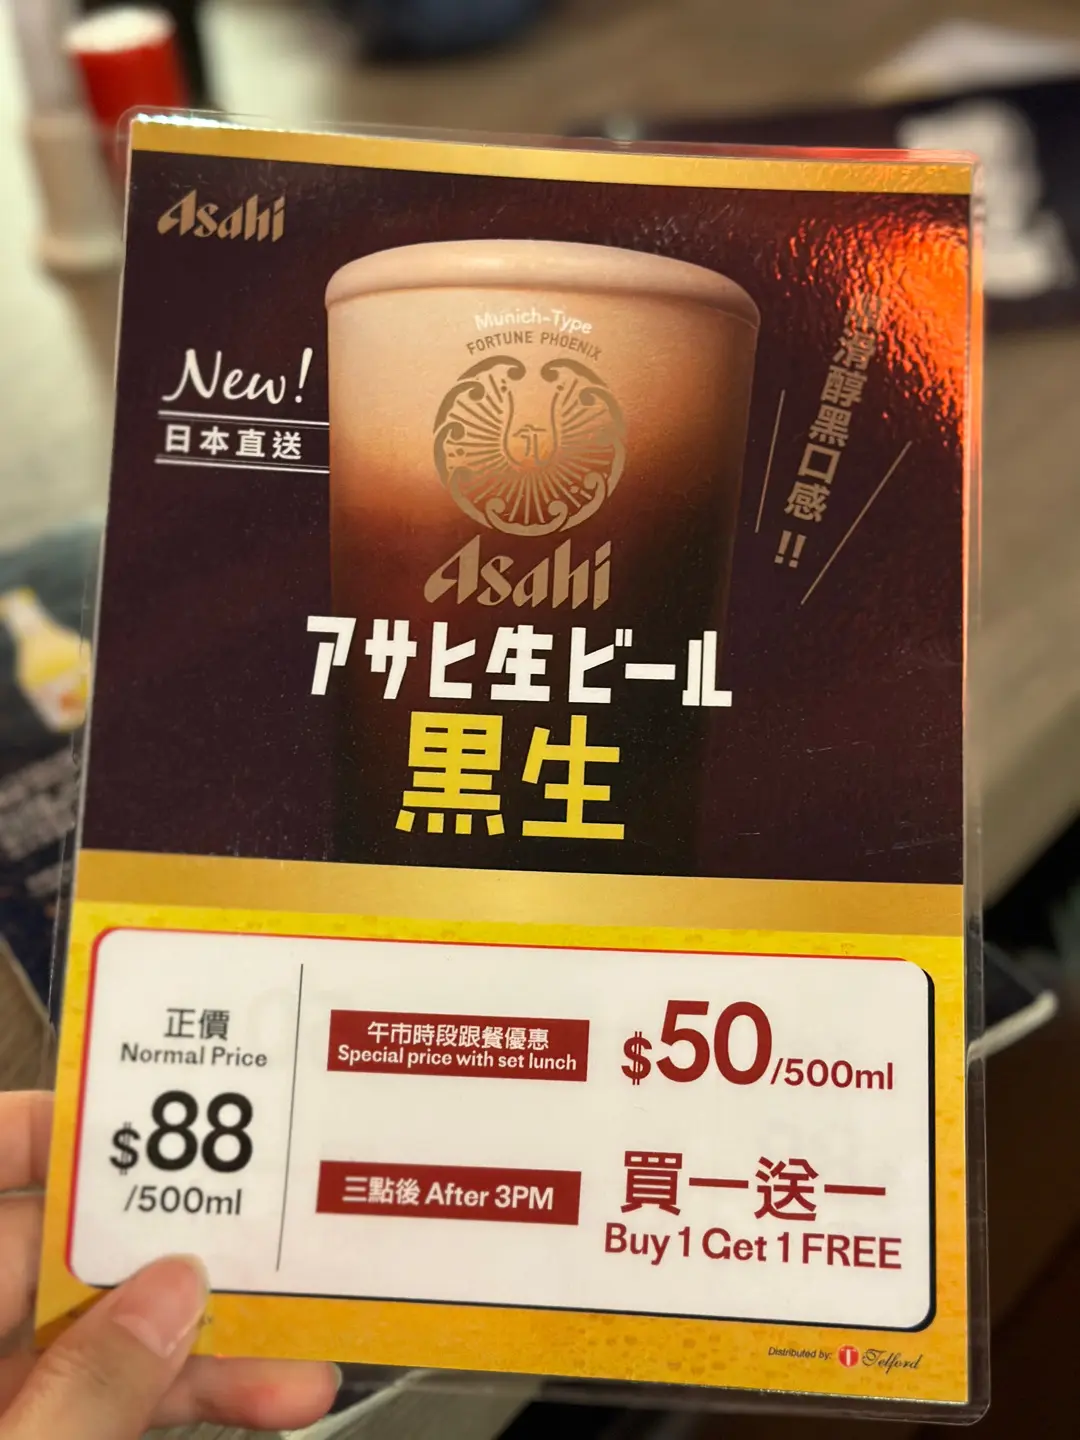 Asahi
New!
日本直送
Munich-Type
FORTUNE PHOENIX
滑醇黑口感!!
Asahi
アサヒ生ビール
黒生
正價
Normal Price
$88
/500ml
午市時段跟餐優惠
Special price with set lunch
$50/500ml
三點後 After 3PM
買一送一
Buy 1 Get 1 FREE
Distributed by: Telford